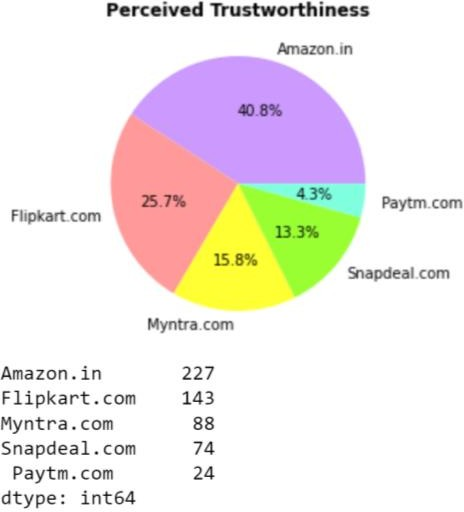 Perceived Trustworthiness
Amazon.in
40.8%
Flipkart.com
25.7%
4.3%
Paytm.com
13.3%
15.8%
Snapdeal.com
Myntra.com
Amazon.in 227
Flipkart.com 143
Myntra.com 88
Snapdeal.com 74
Paytm.com 24
dtype: int64